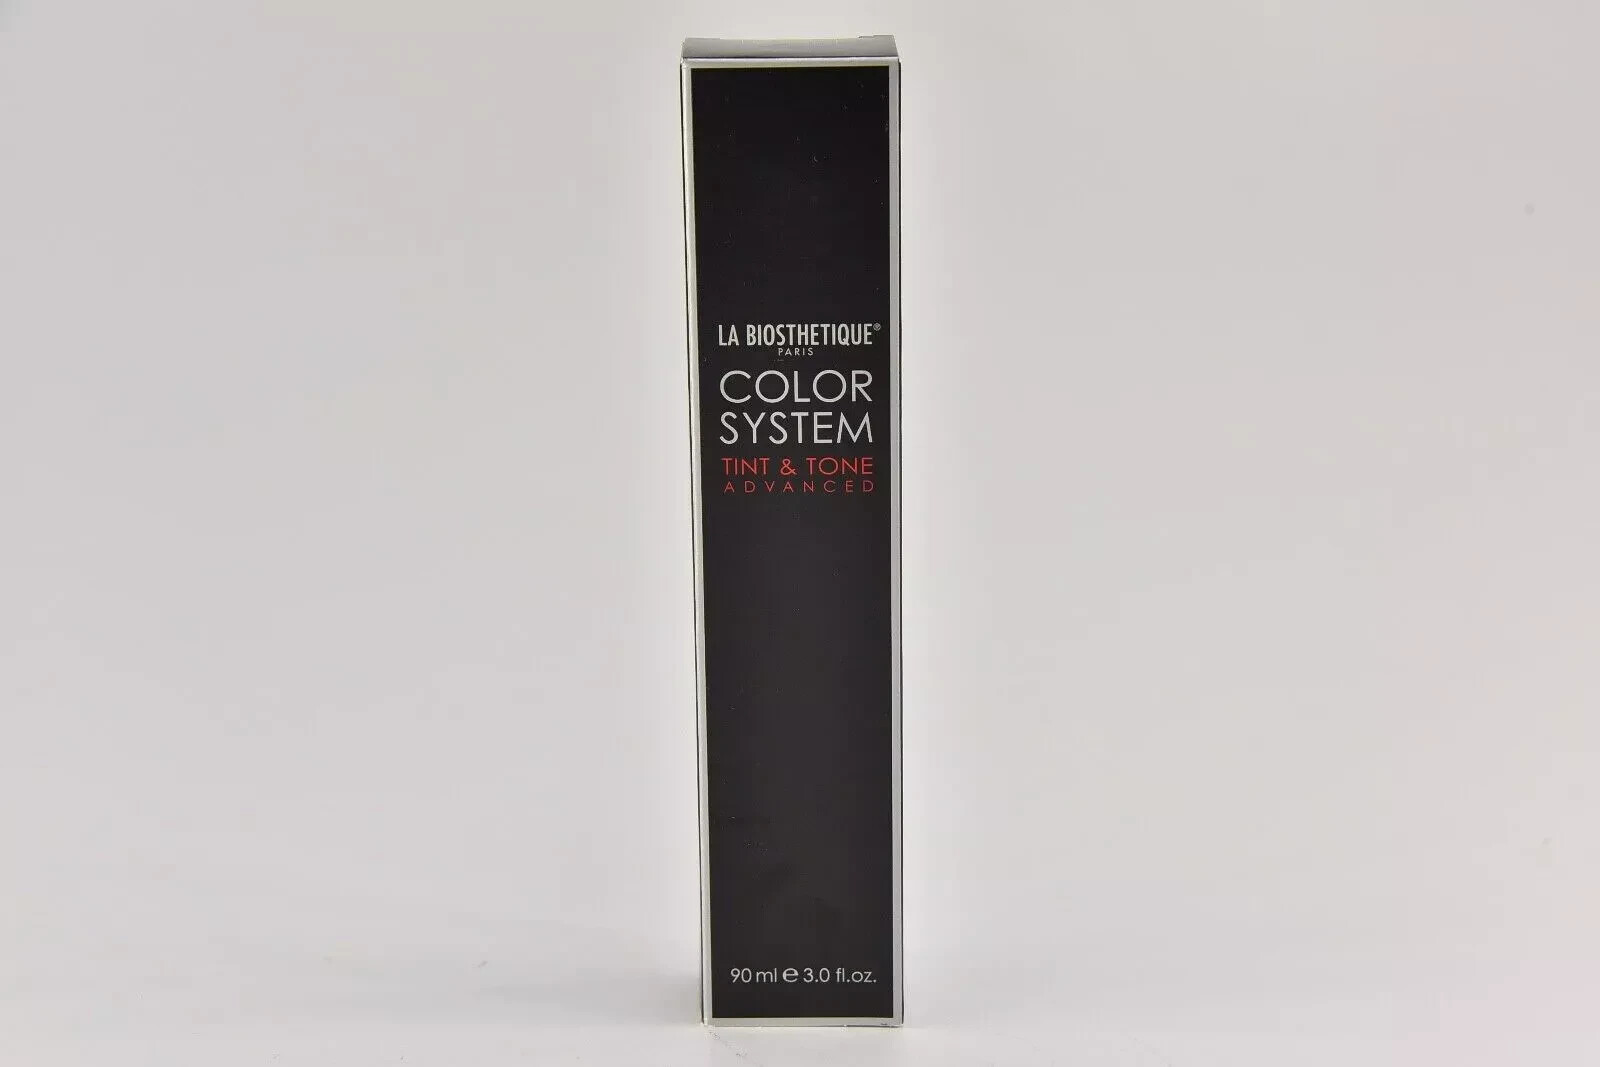 LA BIOSTHETIQUE®
PARIS
COLOR
SYSTEM
TINT & TONE
ADVANCED
90 ml ℮ 3.0 fl.oz.